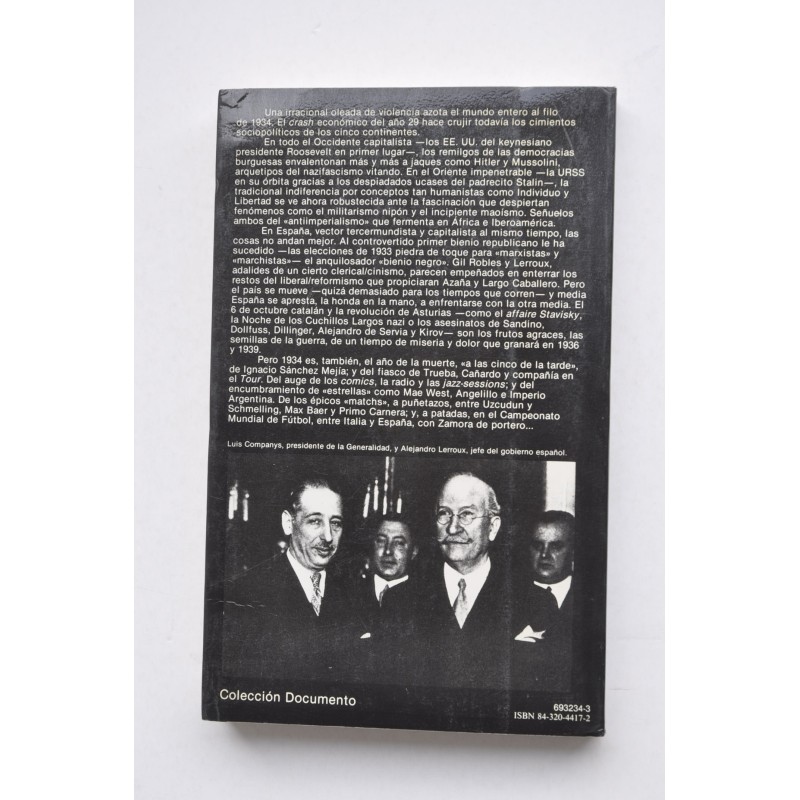 Una irracional oleada de violencia azota el mundo entero al filo
de 1934. El crash económico del año 29 hace crujir todavía los cimientos
sociopolíticos de los cinco continentes.
En todo el Occidente capitalista —los EE. UU. del keynesiano
presidente Roosevelt en primer lugar—, los remilgos de las democracias
burguesas envalentonan más y más a jaques como Hitler y Mussolini,
arquetipos del nazifascismo vitando. En el Oriente impenetrable —la URSS
en su órbita gracias a los despiadados ucases del padrecito Stalin—, la
tradicional indiferencia por conceptos tan humanistas como Individuo y
Libertad se ve ahora robustecida ante la fascinación que despiertan
fenómenos como el militarismo nipón y el incipiente maoísmo. Señuelos
ambos del «antiimperialismo» que fermenta en África e Iberoamérica.
En España, vector tercermundista y capitalista al mismo tiempo, las
cosas no andan mejor. Al controvertido primer bienio republicano le ha
sucedido —las elecciones de 1933 piedra de toque para «marxistas» y
«marchistas»— el anquilosador «bienio negro». Gil Robles y Lerroux,
adalides de un cierto clerical/cinismo, parecen empeñados en enterrar los
restos del liberal/reformismo que propiciaran Azaña y Largo Caballero. Pero
el país se mueve —quizá demasiado para los tiempos que corren— y media
España se apresta, la honda en la mano, a enfrentarse con la otra media. El
6 de octubre catalán y la revolución de Asturias —como el affaire Stavisky,
la Noche de los Cuchillos Largos nazi o los asesinatos de Sandino,
Dollfuss, Dillinger, Alejandro de Servia y Kirov— son los frutos agraces, las
semillas de la guerra, de un tiempo de miseria y dolor que granará en 1936
y 1939.
Pero 1934 es, también, el año de la muerte, «a las cinco de la tarde»,
de Ignacio Sánchez Mejía; y del fiasco de Trueba, Cañardo y compañía en
el Tour. Del auge de los comics, la radio y las jazz-sessions; y del
encumbramiento de «estrellas» como Mae West, Angelillo e Imperio
Argentina. De los épicos «matchs», a puñetazos, entre Uzcudun y
Schmelling, Max Baer y Primo Carnera; y, a patadas, en el Campeonato
Mundial de Fútbol, entre Italia y España, con Zamora de portero...
Luis Companys, presidente de la Generalidad, y Alejandro Lerroux, jefe del gobierno español.
Colección Documento
693234-3
ISBN 84-320-4417-2